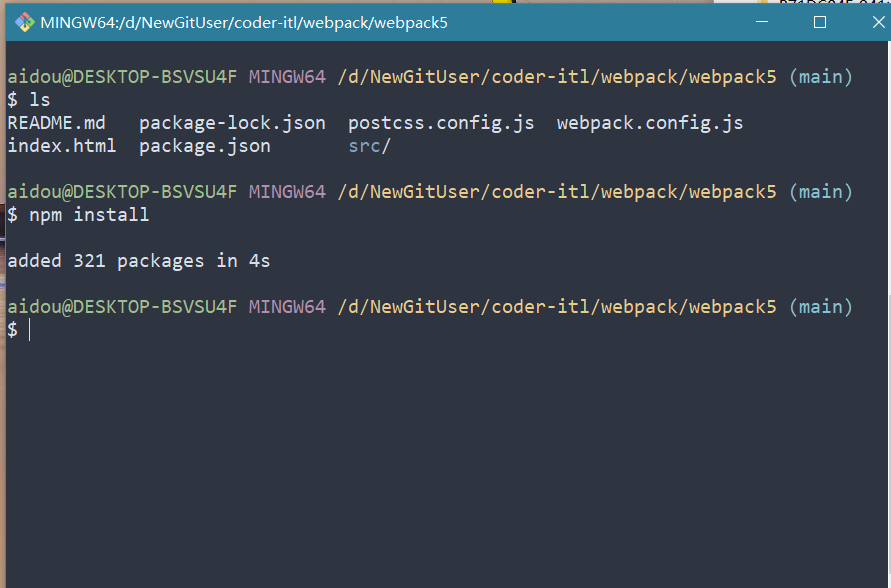 MINGW64:/d/NewGitUser/coder-itl/webpack/webpack5
aidou@DESKTOP-BSVSU4F MINGW64 /d/NewGitUser/coder-itl/webpack/webpack5 (main)
$ ls
README.md package-lock.json postcss.config.js webpack.config.js
index.html package.json src/
aidou@DESKTOP-BSVSU4F MINGW64 /d/NewGitUser/coder-itl/webpack/webpack5 (main)
$ npm install
added 321 packages in 4s
aidou@DESKTOP-BSVSU4F MINGW64 /d/NewGitUser/coder-itl/webpack/webpack5 (main)
$